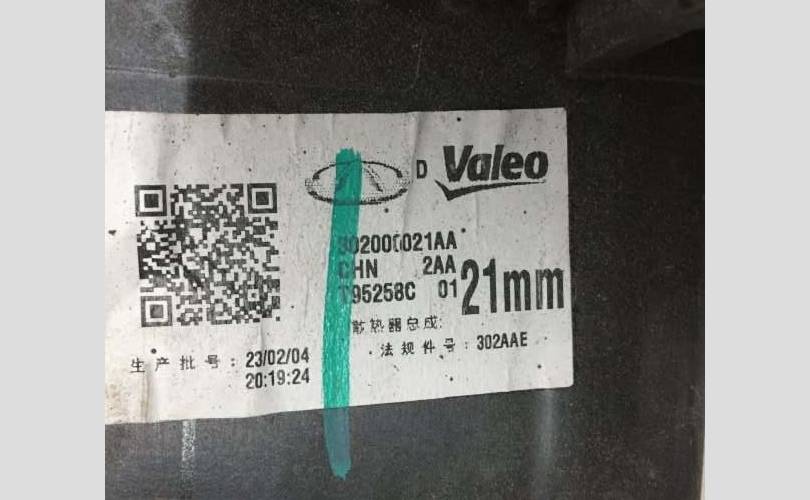 D Valeo
302000021AA
CHN 2AA
T95258C 01
21mm
散热器总成:
法规件号: 302AAE
生产批号: 23/02/04
20:19:24